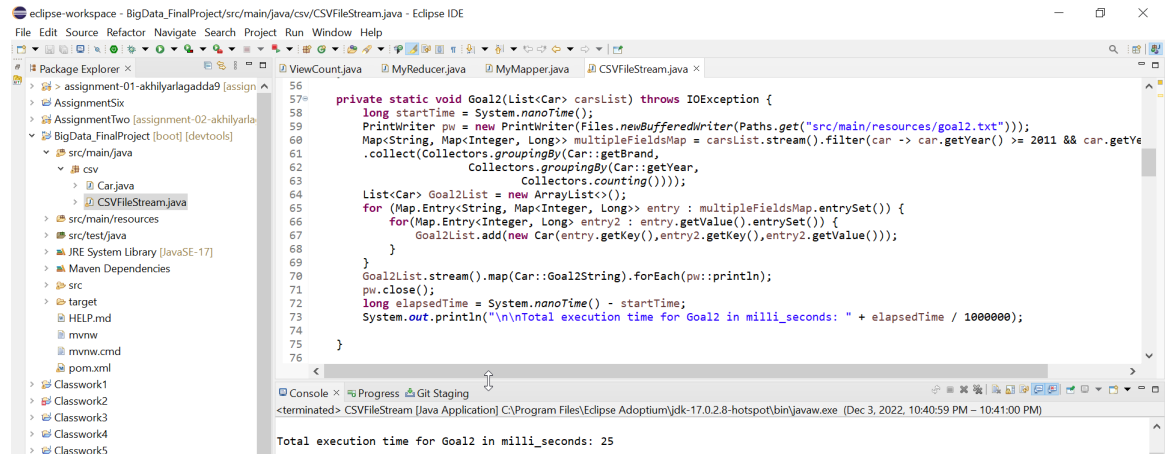 eclipse-workspace - BigData_FinalProject/src/main/java/csv/CSVFileStream.java - Eclipse IDE
File Edit Source Refactor Navigate Search Project Run Window Help
Package Explorer
> assignment-01-akhilyarlagadda9 [assign
AssignmentSix
AssignmentTwo [assignment-02-akhilyarla
BigData_FinalProject [boot] [devtools]
src/main/java
csv
Car.java
CSVFileStream.java
src/main/resources
src/test/java
JRE System Library [JavaSE-17]
Maven Dependencies
src
target
HELP.md
mvnw
mvnw.cmd
pom.xml
Classwork1
Classwork2
Classwork3
Classwork4
Classwork5
ViewCount.java MyReducer.java MyMapper.java CSVFileStream.java
56
57 private static void Goal2(List<Car> carsList) throws IOException {
58 long startTime = System.nanoTime();
59 PrintWriter pw = new PrintWriter(Files.newBufferedWriter(Paths.get("src/main/resources/goal2.txt")));
60 Map<String, Map<Integer, Long>> multipleFieldsMap = carsList.stream().filter(car -> car.getYear() >= 2011 && car.getYe
61 .collect(Collectors.groupingBy(Car::getBrand,
62 Collectors.groupingBy(Car::getYear,
63 Collectors.counting())));
64 List<Car> Goal2List = new ArrayList<>();
65 for (Map.Entry<String, Map<Integer, Long>> entry : multipleFieldsMap.entrySet()) {
66 for(Map.Entry<Integer, Long> entry2 : entry.getValue().entrySet()) {
67 Goal2List.add(new Car(entry.getKey(),entry2.getKey(),entry2.getValue()));
68 }
69 }
70 Goal2List.stream().map(Car::Goal2String).forEach(pw::println);
71 pw.close();
72 long elapsedTime = System.nanoTime() - startTime;
73 System.out.println("\n\nTotal execution time for Goal2 in milli_seconds: " + elapsedTime / 1000000);
74
75 }
76
Console Progress Git Staging
<terminated> CSVFileStream [Java Application] C:\Program Files\Eclipse Adoptium\jdk-17.0.2.8-hotspot\bin\javaw.exe (Dec 3, 2022, 10:40:59 PM – 10:41:00 PM)
Total execution time for Goal2 in milli_seconds: 25